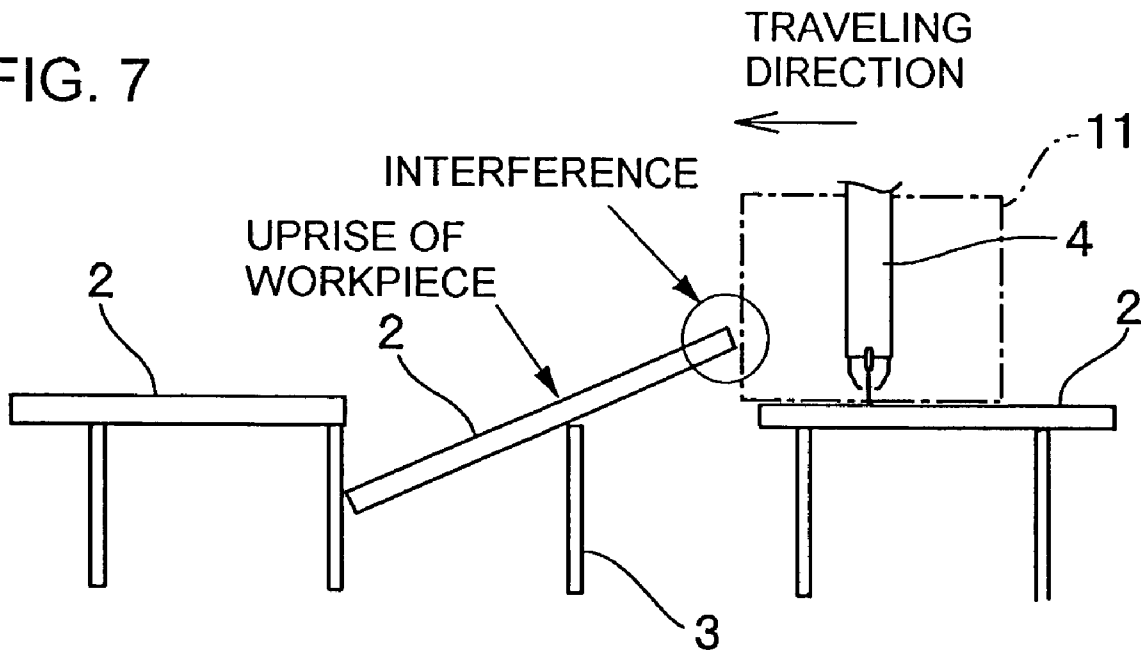 FIG. 7
TRAVELING
DIRECTION
11
INTERFERENCE
4
UPRISE OF
WORKPIECE
2
2
2
3